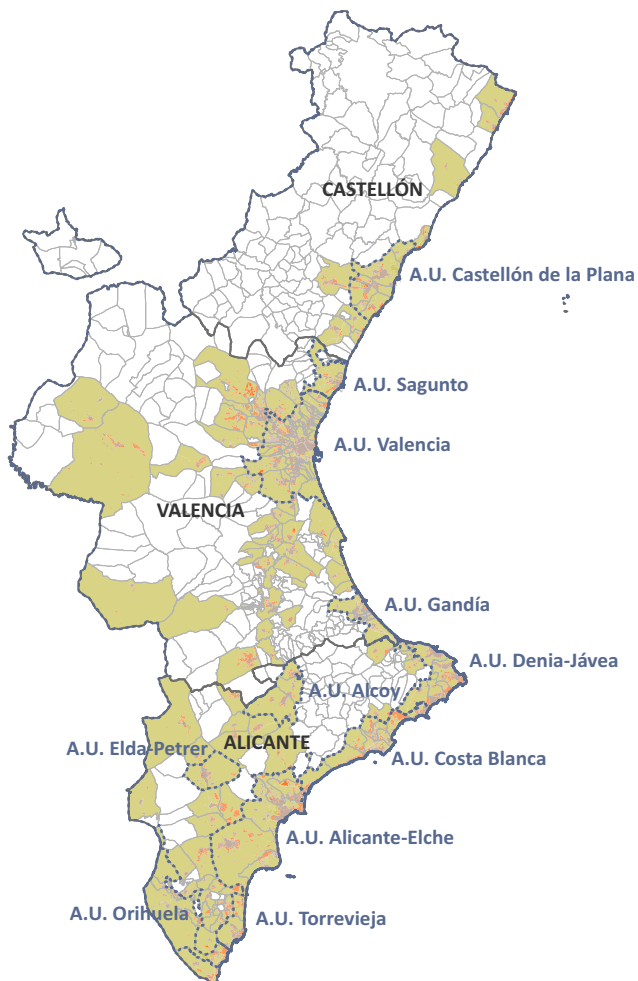 CASTELLÓN
A.U. Castellón de la Plana
A.U. Sagunto
A.U. Valencia
VALENCIA
A.U. Gandía
A.U. Denia-Jávea
A.U. Alcoy
A.U. Elda-Petrer
ALICANTE
A.U. Costa Blanca
A.U. Alicante-Elche
A.U. Orihuela
A.U. Torrevieja